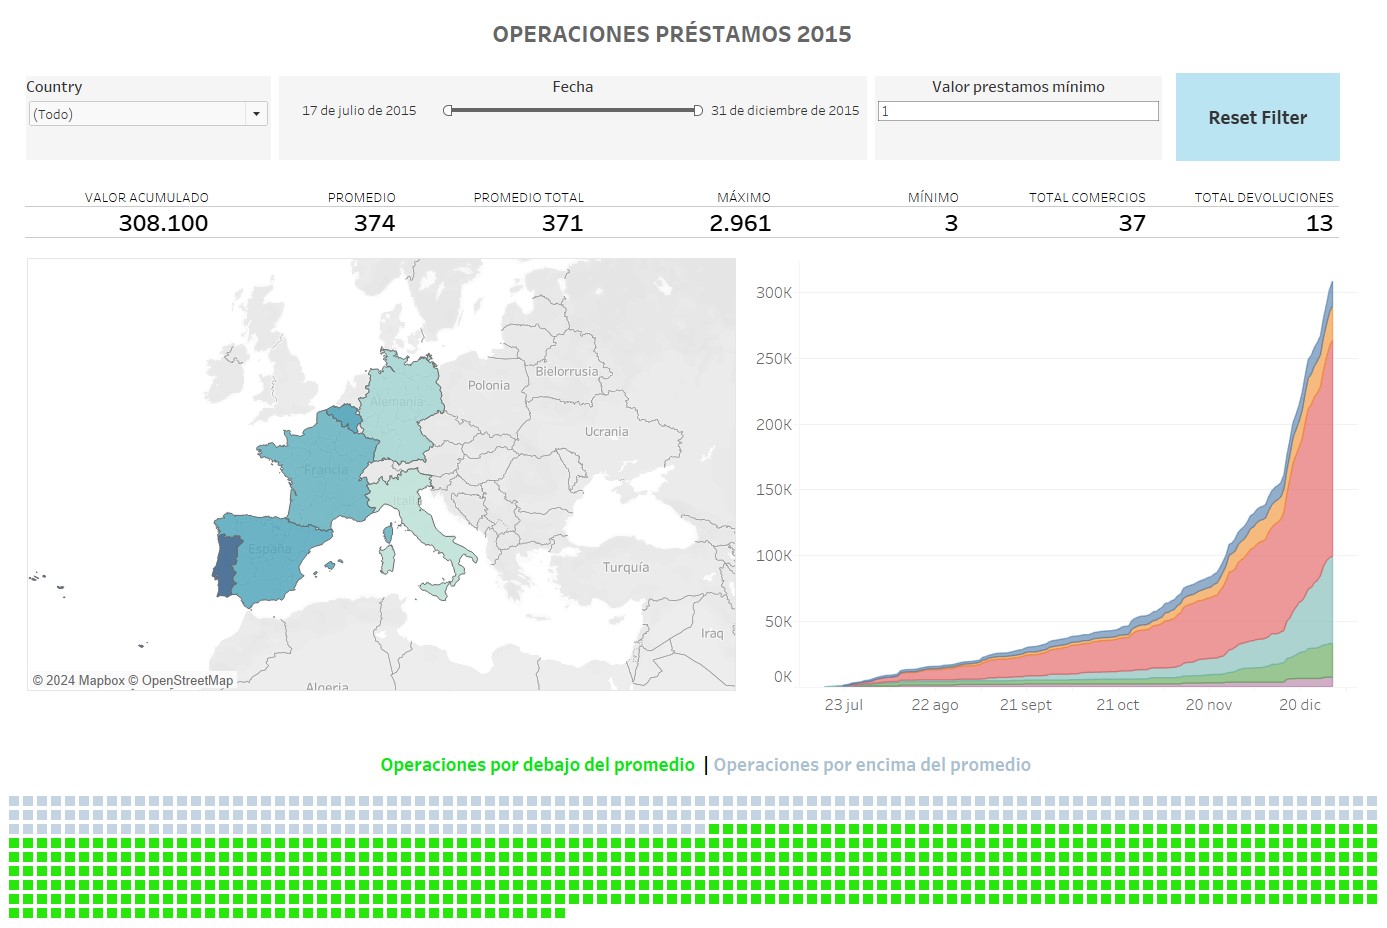 OPERACIONES PRÉSTAMOS 2015
Country
Fecha
Valor prestamos mínimo
(Todo)
17 de julio de 2015
31 de diciembre de 2015
1
Reset Filter
VALOR ACUMULADO
PROMEDIO
PROMEDIO TOTAL
MÁXIMO
MÍNIMO
TOTAL COMERCIOS
TOTAL DEVOLUCIONES
308.100
374
371
2.961
3
37
13
Polonia
Bielorrusia
Alemania
Ucrania
Francia
Italia
España
Turquía
Iraq
Argelia
© 2024 Mapbox © OpenStreetMap
300K
250K
200K
150K
100K
50K
0K
23 jul
22 ago
21 sept
21 oct
20 nov
20 dic
Operaciones por debajo del promedio | Operaciones por encima del promedio